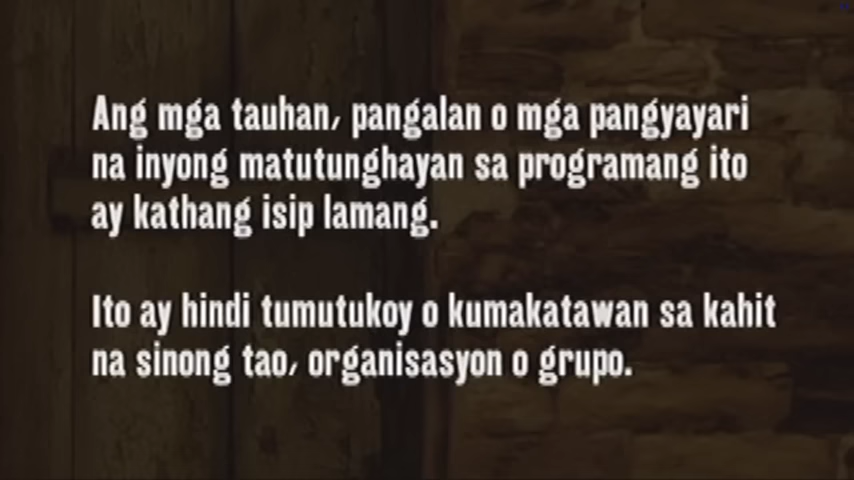 Ang mga tauhan, pangalan o mga pangyayari
na inyong matutunghayan sa programang ito
ay kathang isip lamang.
Ito ay hindi tumutukoy o kumakatawan sa kahit
na sinong tao, organisasyon o grupo.